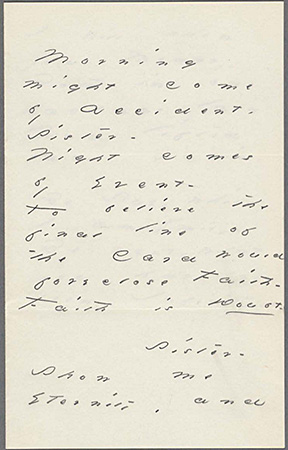 Morning
might come
by Accident -
Sister -
Night comes
by Event -
To believe the
final line of
the Card would
foreclose Faith -
Faith is Doubt.
Sister -
Show me
Eternity, and